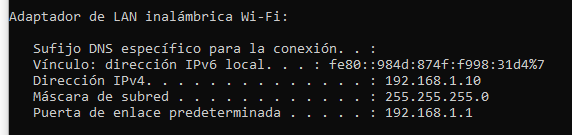 Adaptador de LAN inalámbrica Wi-Fi:
Sufijo DNS específico para la conexión. . :
Vínculo: dirección IPv6 local. . . : fe80::984d:874f:f998:31d4%7
Dirección IPv4. . . . . . . . . . . . . . : 192.168.1.10
Máscara de subred . . . . . . . . . . . . : 255.255.255.0
Puerta de enlace predeterminada . . . . . : 192.168.1.1